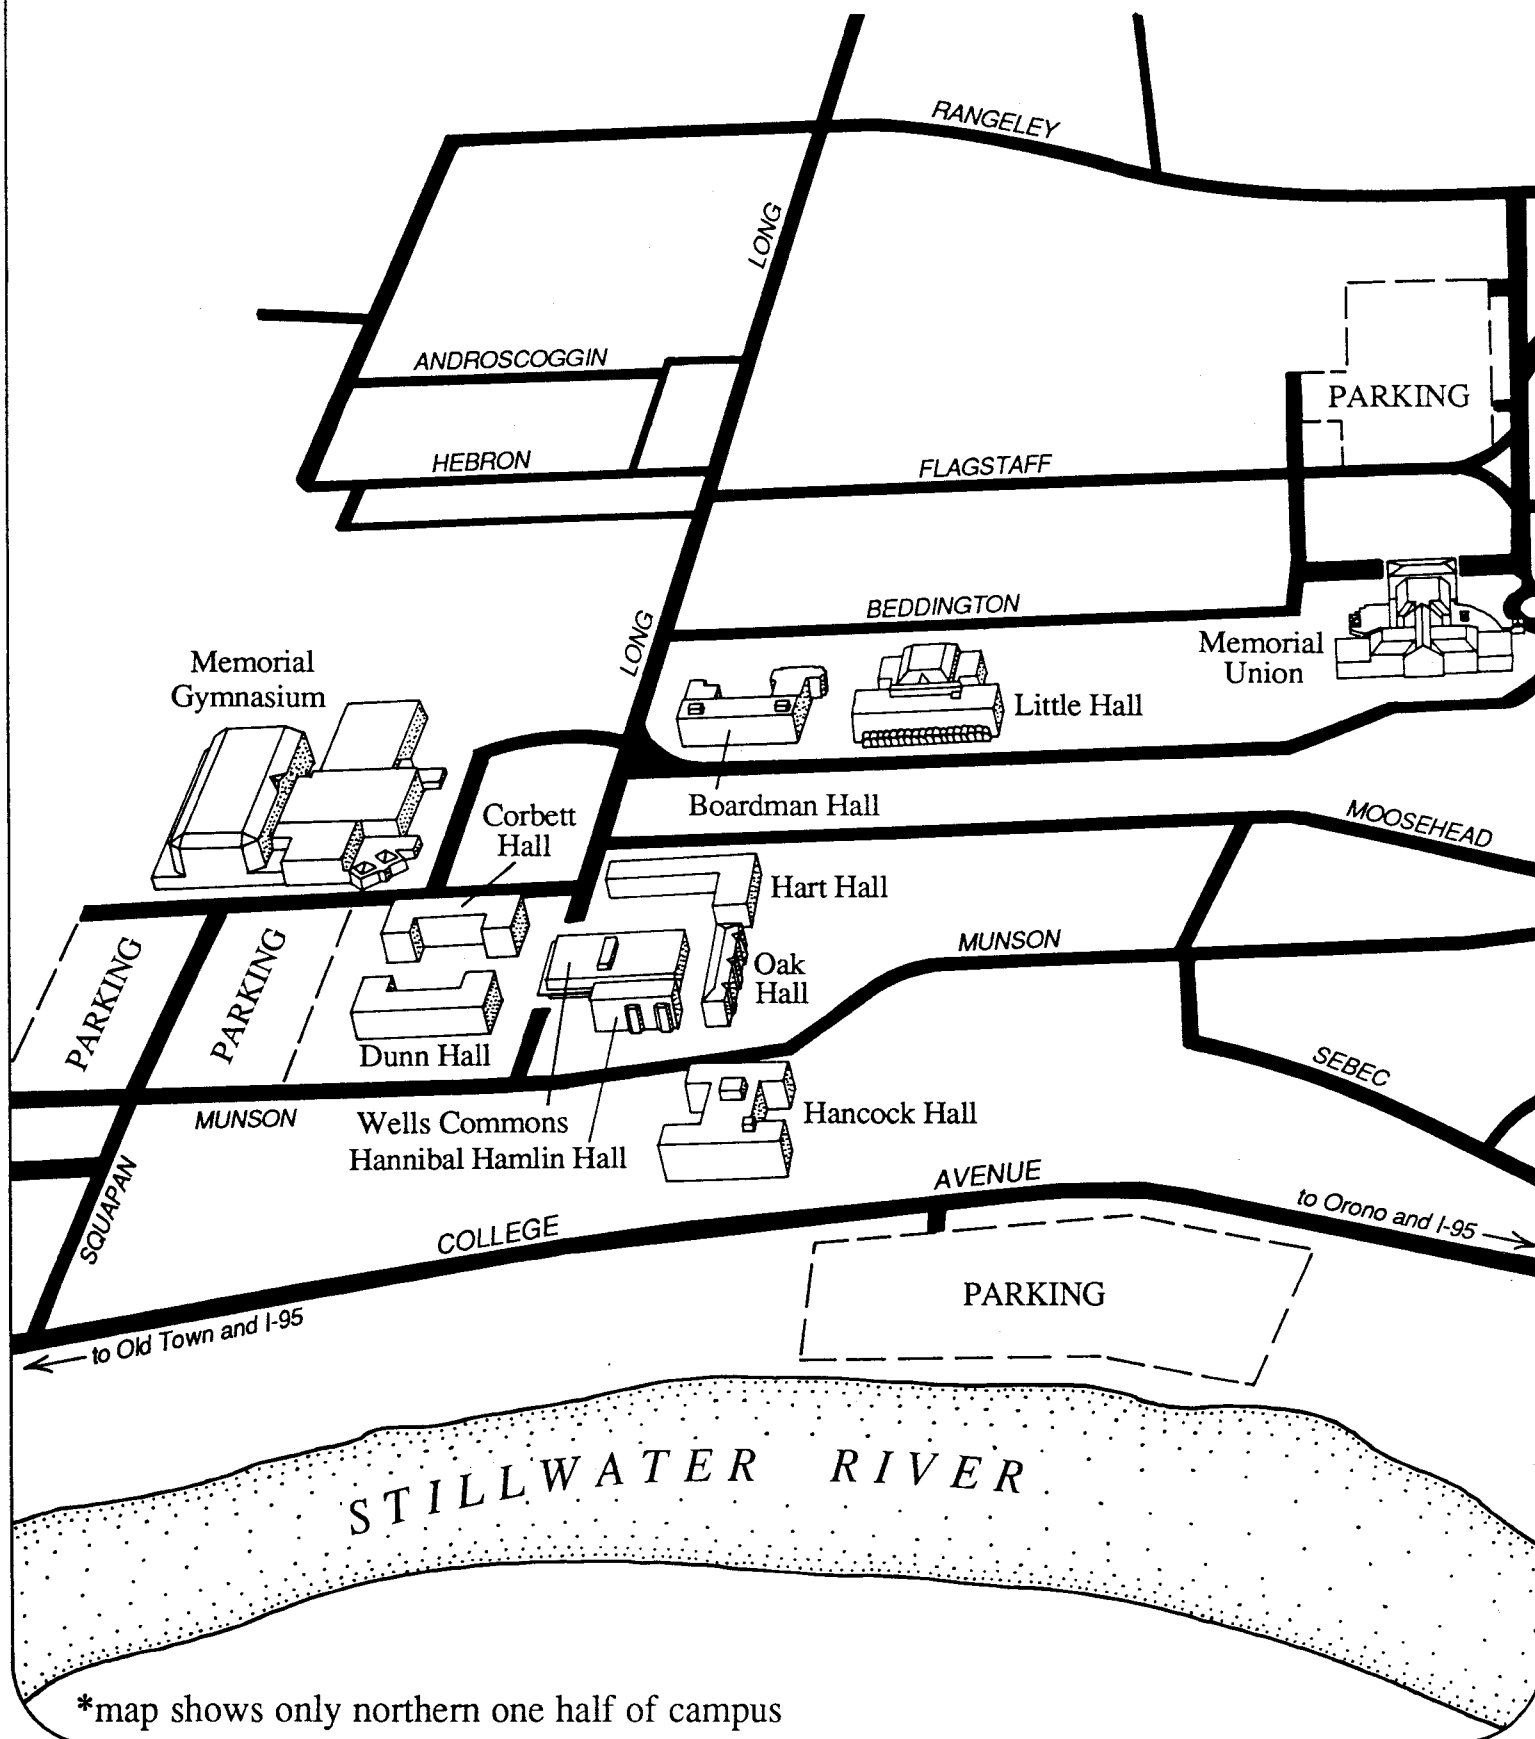 RANGELEY
LONG
ANDROSCOGGIN
PARKING
HEBRON
FLAGSTAFF
BEDDINGTON
LONG
Memorial
Gymnasium
Memorial
Union
Little Hall
Boardman Hall
Corbett
Hall
MOOSEHEAD
Hart Hall
MUNSON
Oak
Hall
PARKING
PARKING
Dunn Hall
SEBEC
MUNSON
Wells Commons
Hannibal Hamlin Hall
Hancock Hall
SQUAPAN
COLLEGE
AVENUE
to Orono and I-95
PARKING
to Old Town and I-95
STILLWATER RIVER
*map shows only northern one half of campus